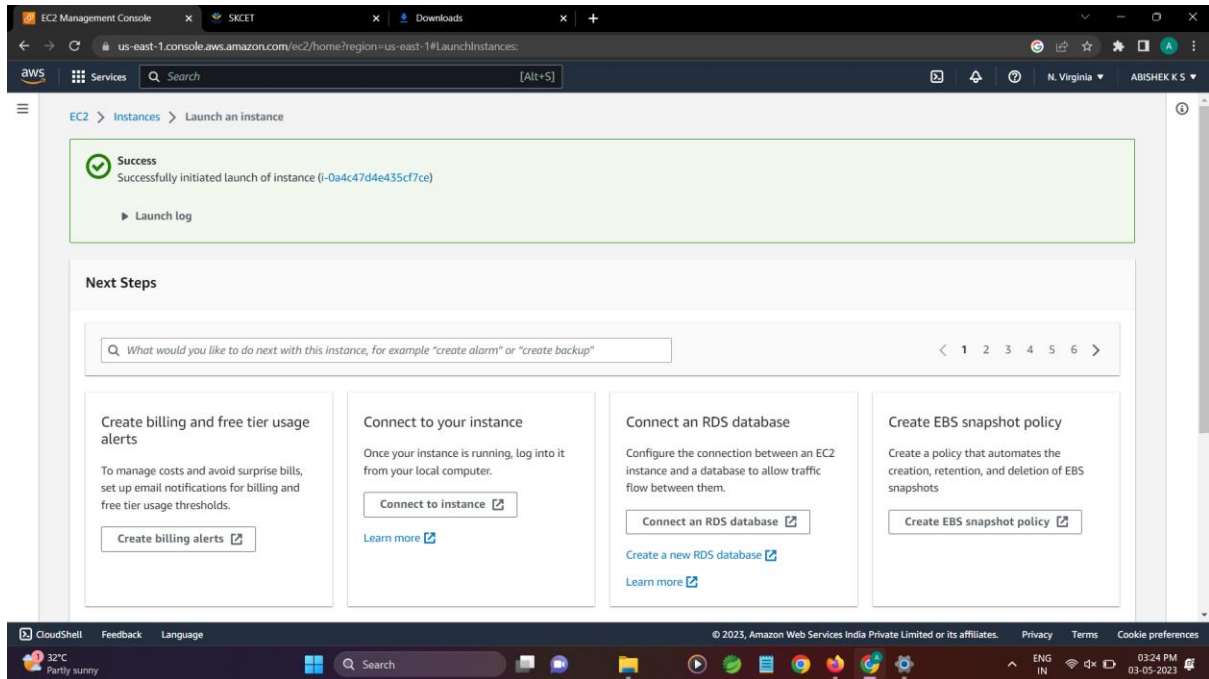 EC2 Management Console
SKCET
Downloads
us-east-1.console.aws.amazon.com/ec2/home?region=us-east-1#LaunchInstances:
A
aws
Services
Search
[Alt+S]
N. Virginia
ABISHEK K S
EC2 > Instances > Launch an instance
Success
Successfully initiated launch of instance (i-0a4c47d4e435cf7ce)
Launch log
Next Steps
What would you like to do next with this instance, for example "create alarm" or "create backup"
1 2 3 4 5 6
Create billing and free tier usage
alerts
To manage costs and avoid surprise bills,
set up email notifications for billing and
free tier usage thresholds.
Create billing alerts
Connect to your instance
Once your instance is running, log into it
from your local computer.
Connect to instance
Learn more
Connect an RDS database
Configure the connection between an EC2
instance and a database to allow traffic
flow between them.
Connect an RDS database
Create a new RDS database
Learn more
Create EBS snapshot policy
Create a policy that automates the
creation, retention, and deletion of EBS
snapshots
Create EBS snapshot policy
CloudShell Feedback Language
© 2023, Amazon Web Services India Private Limited or its affiliates. Privacy Terms Cookie preferences
1
32°C
Partly sunny
Search
ENG
IN
03:24 PM
03-05-2023